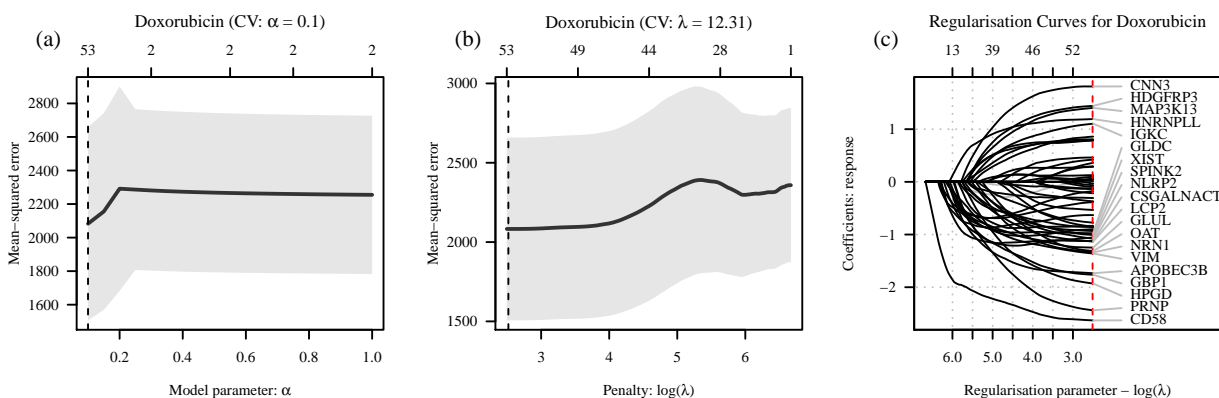 Doxorubicin (CV: α = 0.1)
(a)
53 2 2 2 2
Mean−squared error
2800
2600
2400
2200
2000
1800
1600
0.2 0.4 0.6 0.8 1.0
Model parameter: α
Doxorubicin (CV: λ = 12.31)
(b)
53 49 44 28 1
Mean−squared error
3000
2500
2000
1500
3 4 5 6
Penalty: log(λ)
Regularisation Curves for Doxorubicin
(c)
13 39 46 52
Coefficients: response
1
0
−1
−2
CNN3
HDGFRP3
MAP3K13
HNRNPLL
IGKC
GLDC
XIST
SPINK2
NLRP2
CSGALNACT
LCP2
GLUL
OAT
NRN1
VIM
APOBEC3B
GBP1
HPGD
PRNP
CD58
6.0 5.0 4.0 3.0
Regularisation parameter − log(λ)